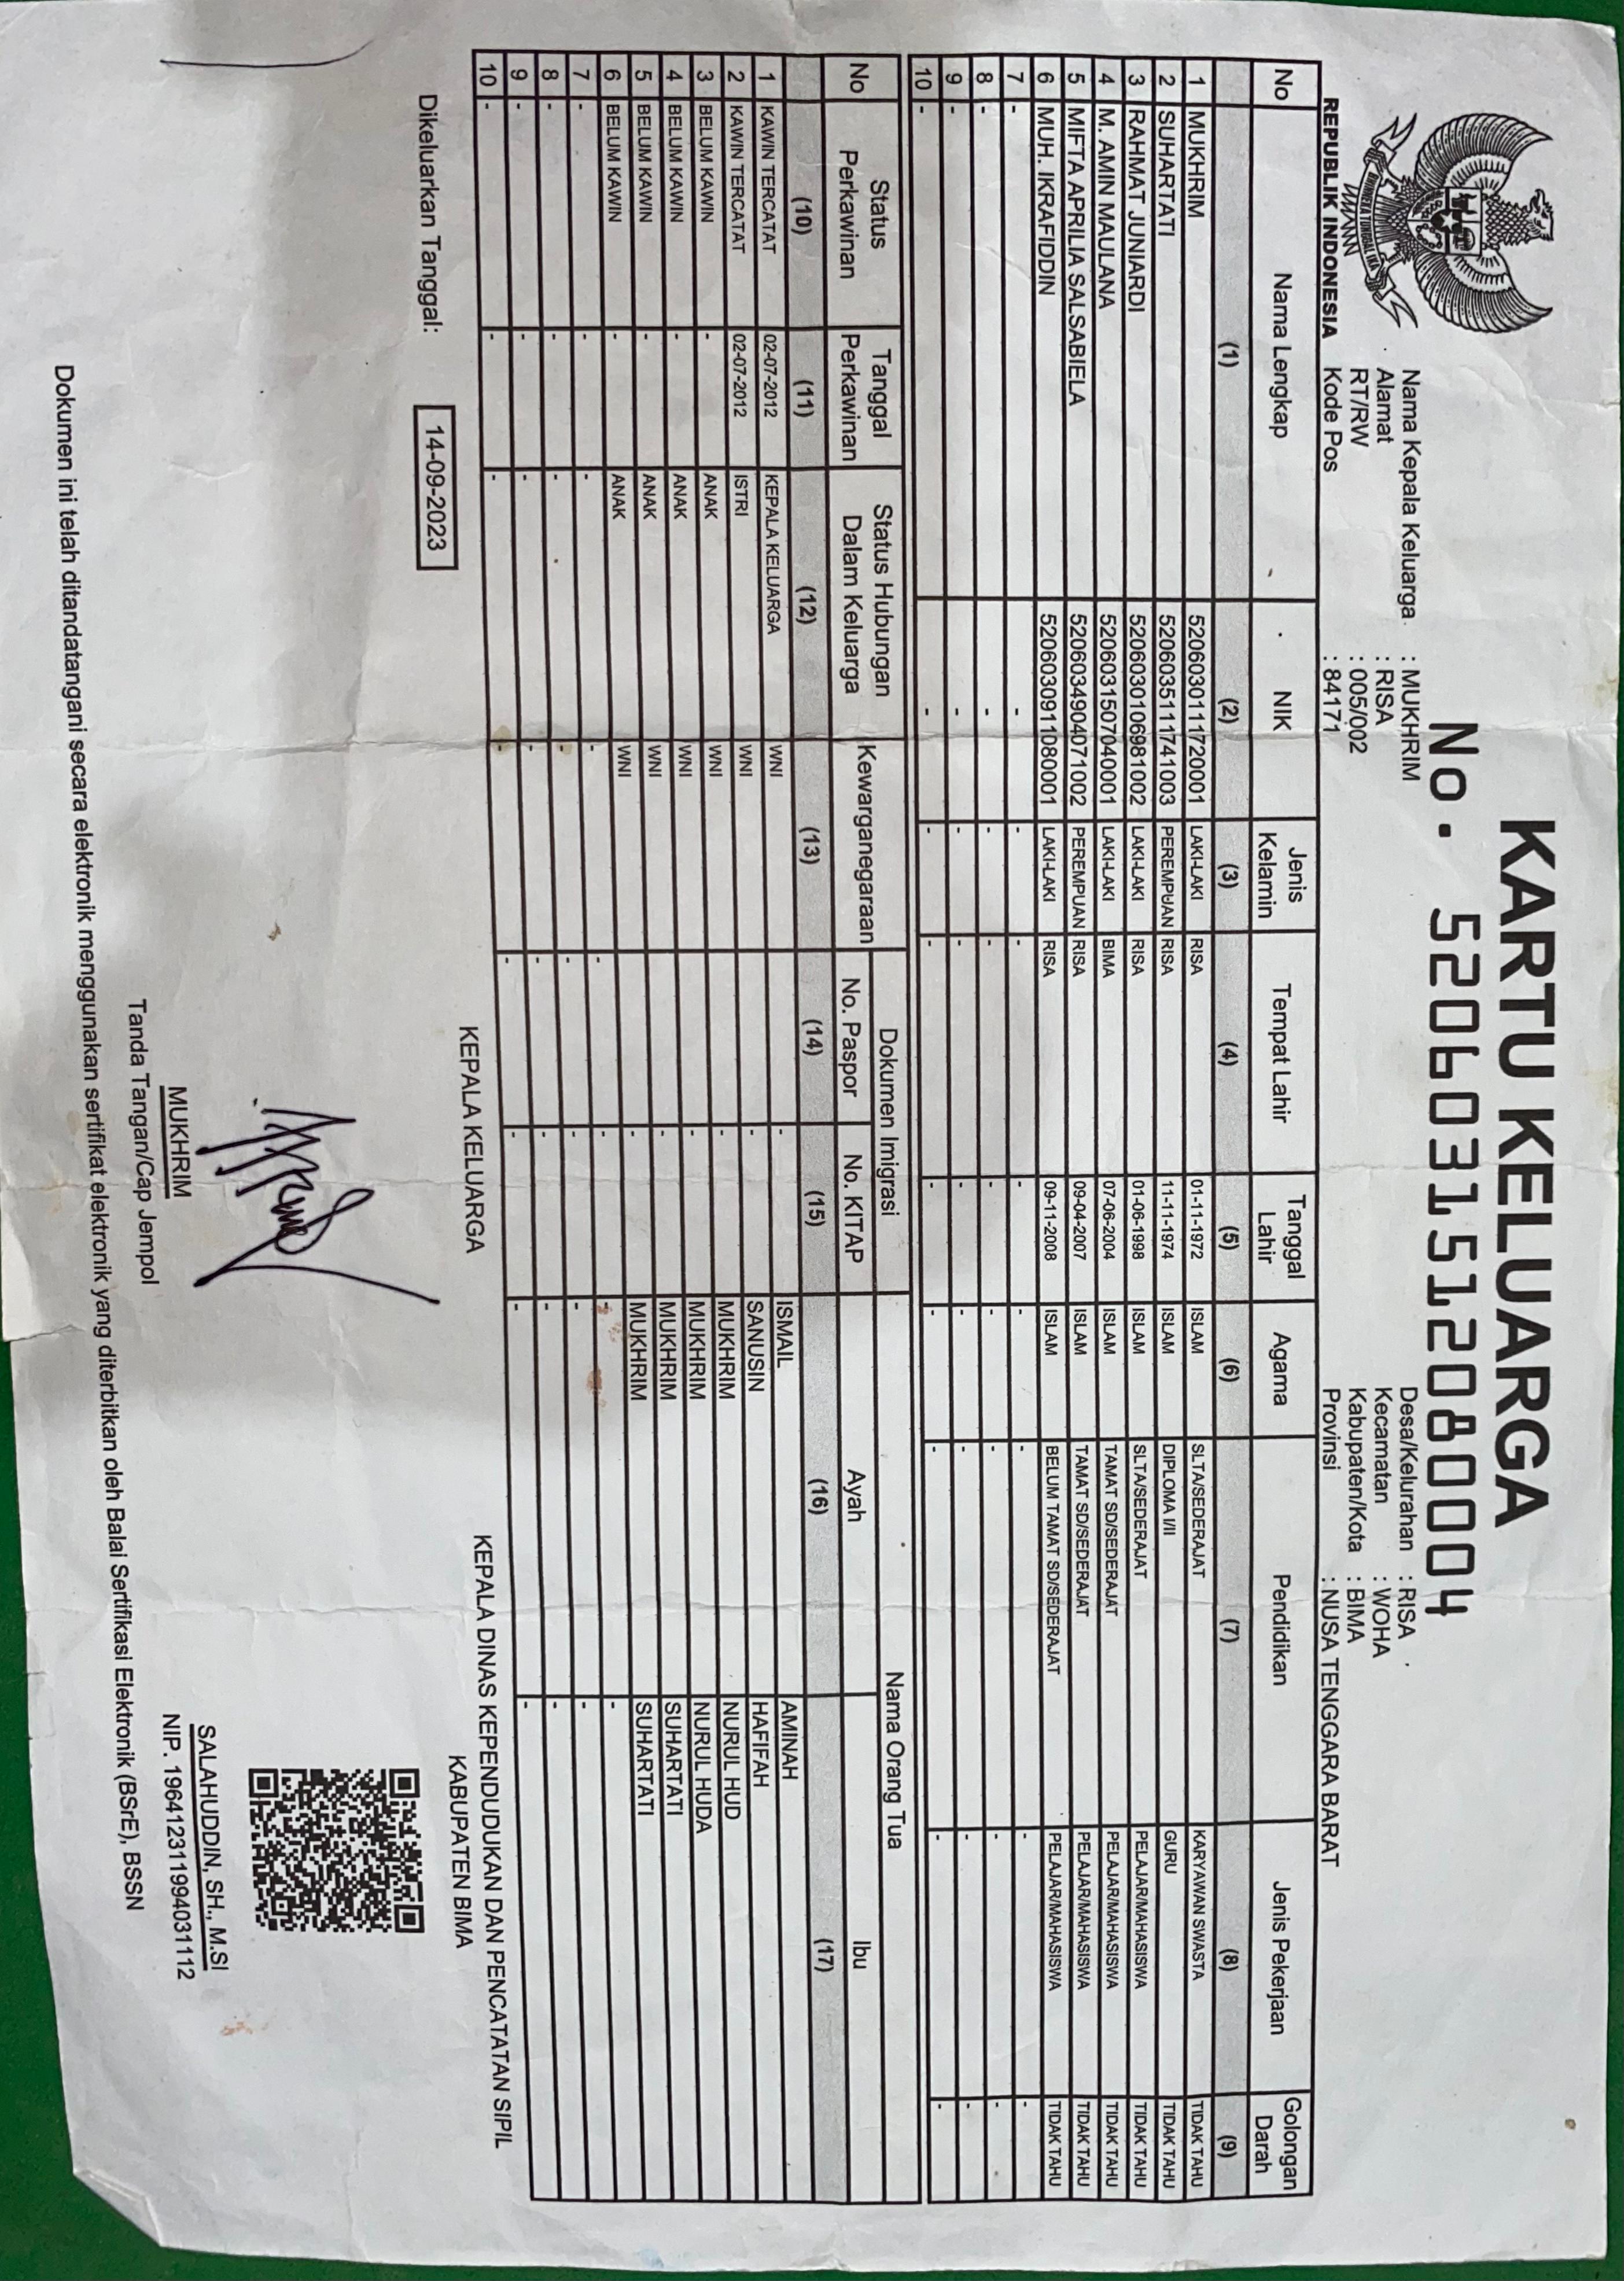 KARTU KELUARGA
No. 5206031512080004
REPUBLIK INDONESIA
BHINNEKA TUNGGAL IKA
Nama Kepala Keluarga : MUKHRIM
Alamat : RISA
RT/RW : 005/002
Kode Pos : 84171
Desa/Kelurahan : RISA
Kecamatan : WOHA
Kabupaten/Kota : BIMA
Provinsi : NUSA TENGGARA BARAT
No Nama Lengkap NIK Jenis Kelamin Tempat Lahir Tanggal Lahir Agama Pendidikan Jenis Pekerjaan Golongan Darah
(1) (2) (3) (4) (5) (6) (7) (8) (9)
1 MUKHRIM 5206030111720001 LAKI-LAKI RISA 01-11-1972 ISLAM SLTA/SEDERAJAT KARYAWAN SWASTA TIDAK TAHU
2 SUHARTATI 5206035111741003 PEREMPUAN RISA 11-11-1974 ISLAM DIPLOMA I/II GURU TIDAK TAHU
3 RAHMAT JUNIARDI 5206030106981002 LAKI-LAKI RISA 01-06-1998 ISLAM SLTA/SEDERAJAT PELAJAR/MAHASISWA TIDAK TAHU
4 M. AMIN MAULANA 5206031507040001 LAKI-LAKI BIMA 07-06-2004 ISLAM TAMAT SD/SEDERAJAT PELAJAR/MAHASISWA TIDAK TAHU
5 MIFTA APRILIA SALSABIELA 5206034904071002 PEREMPUAN RISA 09-04-2007 ISLAM TAMAT SD/SEDERAJAT PELAJAR/MAHASISWA TIDAK TAHU
6 MUH. IKRAFIDDIN 5206030911080001 LAKI-LAKI RISA 09-11-2008 ISLAM BELUM TAMAT SD/SEDERAJAT PELAJAR/MAHASISWA TIDAK TAHU
7 - - - - - - - - -
8 - - - - - - - - -
9 - - - - - - - - -
10 - - - - - - - - -
No Status Perkawinan Tanggal Perkawinan Status Hubungan Dalam Keluarga Kewarganegaraan Dokumen Imigrasi Nama Orang Tua
No. Paspor No. KITAP Ayah Ibu
(10) (11) (12) (13) (14) (15) (16) (17)
1 KAWIN TERCATAT 02-07-2012 KEPALA KELUARGA WNI - ISMAIL AMINAH
2 KAWIN TERCATAT 02-07-2012 ISTRI WNI - SANUSIN HAFIFAH
3 BELUM KAWIN - ANAK WNI - MUKHRIM NURUL HUD
4 BELUM KAWIN - ANAK WNI - MUKHRIM NURUL HUDA
5 BELUM KAWIN - ANAK WNI - MUKHRIM SUHARTATI
6 BELUM KAWIN - ANAK WNI - MUKHRIM SUHARTATI
7 - - - - - - - -
8 - - - - - - - -
9 - - - - - - - -
10 - - - - - - - -
Dikeluarkan Tanggal: 14-09-2023
KEPALA KELUARGA
MUKHRIM
Tanda Tangan/Cap Jempol
KEPALA DINAS KEPENDUDUKAN DAN PENCATATAN SIPIL
KABUPATEN BIMA
SALAHUDDIN, SH., M.SI
NIP. 196412311994031112
Dokumen ini telah ditandatangani secara elektronik menggunakan sertifikat elektronik yang diterbitkan oleh Balai Sertifikasi Elektronik (BSrE), BSSN